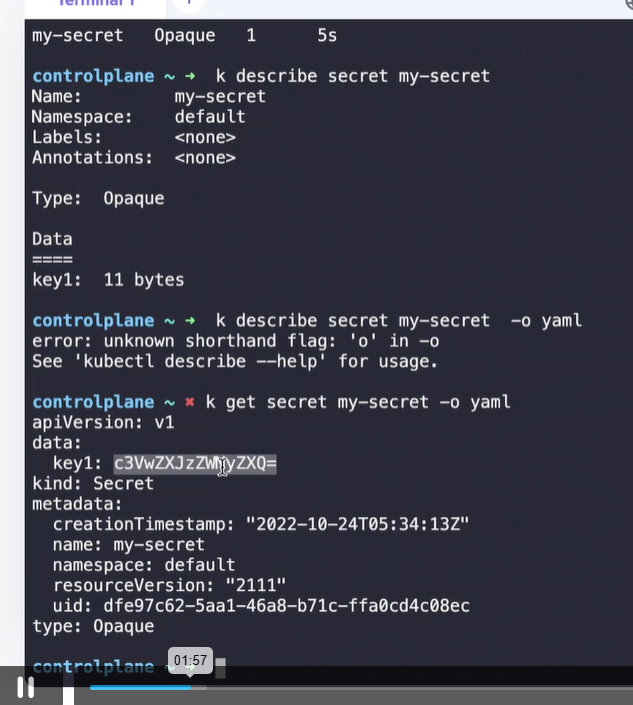 Terminal 1 +
my-secret Opaque 1 5s
controlplane ~ ➜ k describe secret my-secret
Name: my-secret
Namespace: default
Labels: <none>
Annotations: <none>
Type: Opaque
Data
====
key1: 11 bytes
controlplane ~ ➜ k describe secret my-secret -o yaml
error: unknown shorthand flag: 'o' in -o
See 'kubectl describe --help' for usage.
controlplane ~ ✖ k get secret my-secret -o yaml
apiVersion: v1
data:
key1: c3VwZXJzZWNyZXQ=
kind: Secret
metadata:
creationTimestamp: "2022-10-24T05:34:13Z"
name: my-secret
namespace: default
resourceVersion: "2111"
uid: dfe97c62-5aa1-46a8-b71c-ffa0cd4c08ec
type: Opaque
controlplane ~ ➜
01:57